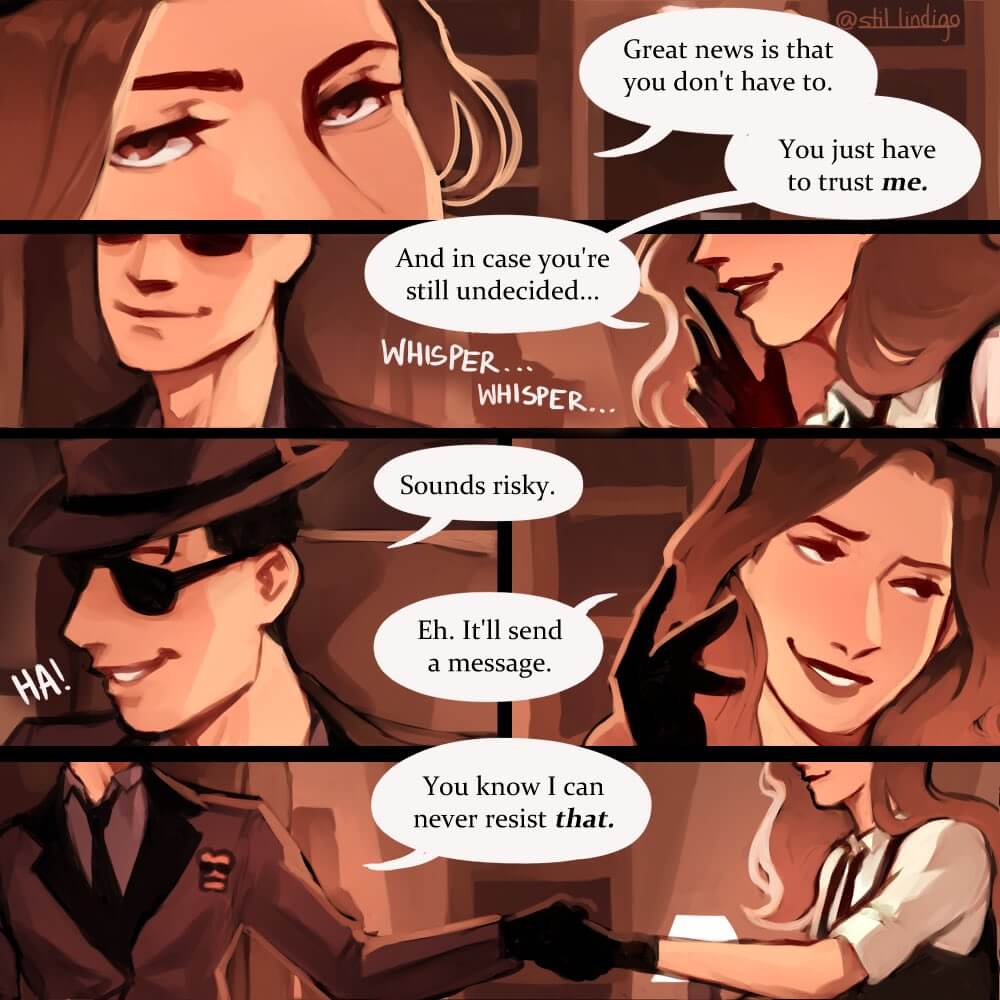 @stil_lindigo
Great news is that
you don't have to.
You just have
to trust me.
And in case you're
still undecided...
WHISPER...
WHISPER...
Sounds risky.
HA!
Eh. It'll send
a message.
You know I can
never resist that.